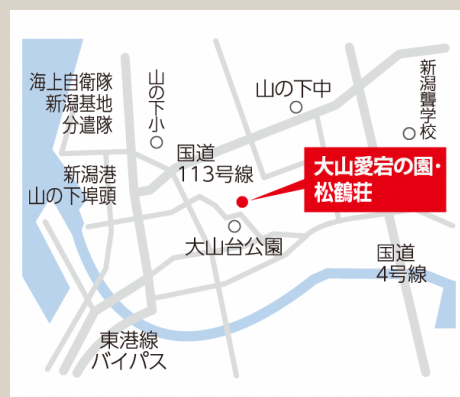 海上自衛隊
新潟基地
分遣隊
山の下小
山の下中
新潟聾学校
国道
113号線
新潟港
山の下埠頭
大山愛宕の園・
松鶴荘
大山台公園
国道
4号線
東港線
バイパス